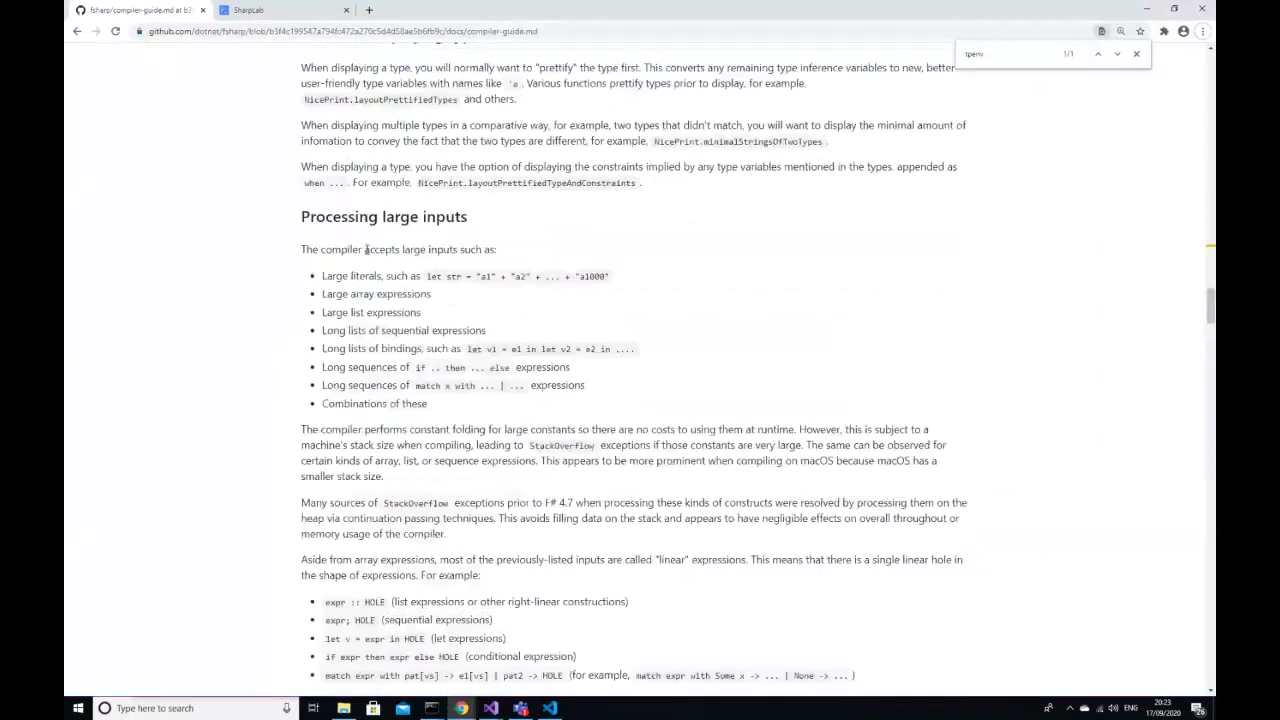 fsharp/compiler-guide.md at b3
SharpLab
github.com/dotnet/fsharp/blob/b3f4c199547a794fc472a270c5d4d58ae5b6fb9c/docs/compiler-guide.md
tpenv
1/1
When displaying a type, you will normally want to "prettify" the type first. This converts any remaining type inference variables to new, better
user-friendly type variables with names like 'a. Various functions prettify types prior to display, for example,
NicePrint.layoutPrettifiedTypes and others.
When displaying multiple types in a comparative way, for example, two types that didn't match, you will want to display the minimal amount of
infomation to convey the fact that the two types are different, for example, NicePrint.minimalStringsOfTwoTypes.
When displaying a type, you have the option of displaying the constraints implied by any type variables mentioned in the types, appended as
when .... For example, NicePrint.layoutPrettifiedTypeAndConstraints.
Processing large inputs
The compiler accepts large inputs such as:
• Large literals, such as let str = "a1" + "a2" + ... + "a1000"
• Large array expressions
• Large list expressions
• Long lists of sequential expressions
• Long lists of bindings, such as let v1 = e1 in let v2 = e2 in ....
• Long sequences of if .. then ... else expressions
• Long sequences of match x with ... | ... expressions
• Combinations of these
The compiler performs constant folding for large constants so there are no costs to using them at runtime. However, this is subject to a
machine's stack size when compiling, leading to StackOverflow exceptions if those constants are very large. The same can be observed for
certain kinds of array, list, or sequence expressions. This appears to be more prominent when compiling on macOS because macOS has a
smaller stack size.
Many sources of StackOverflow exceptions prior to F# 4.7 when processing these kinds of constructs were resolved by processing them on the
heap via continuation passing techniques. This avoids filling data on the stack and appears to have negligible effects on overall throughout or
memory usage of the compiler.
Aside from array expressions, most of the previously-listed inputs are called "linear" expressions. This means that there is a single linear hole in
the shape of expressions. For example:
• expr :: HOLE (list expressions or other right-linear constructions)
• expr; HOLE (sequential expressions)
• let v = expr in HOLE (let expressions)
• if expr then expr else HOLE (conditional expression)
• match expr with pat[vs] -> e1[vs] | pat2 -> HOLE (for example, match expr with Some x -> ... | None -> ...)
Type here to search
ENG
20:23
17/09/2020